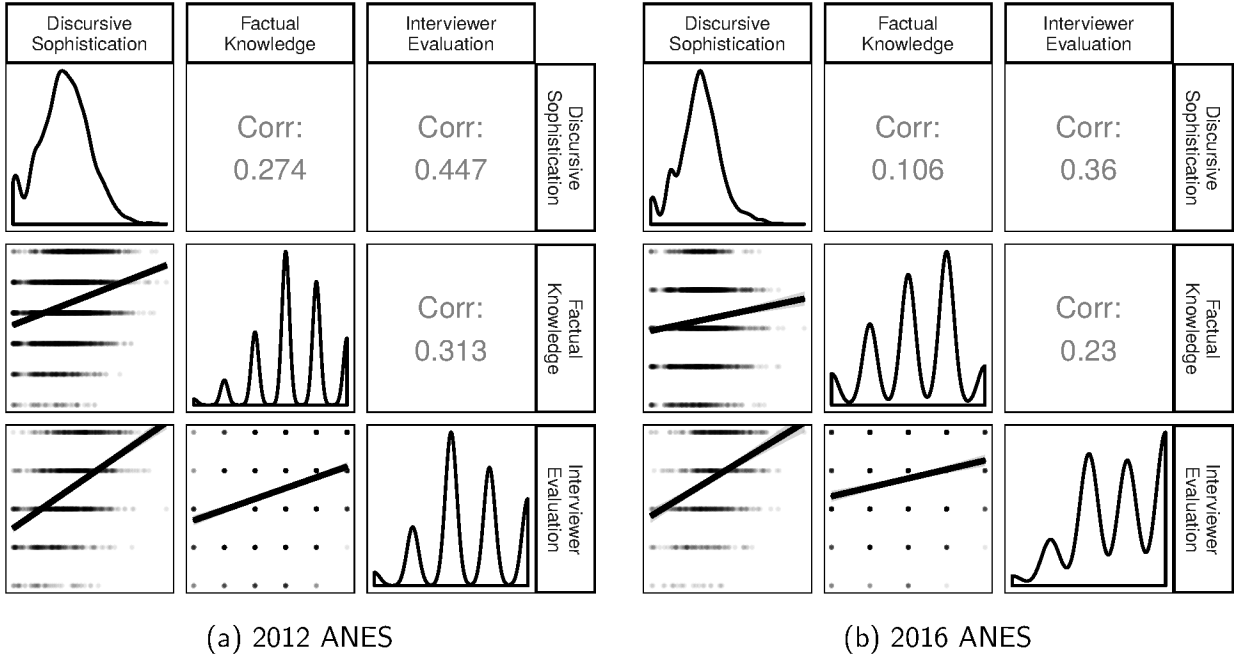 Discursive
Sophistication
Factual
Knowledge
Interviewer
Evaluation
Corr:
0.274
Corr:
0.447
Discursive
Sophistication
Corr:
0.313
Factual
Knowledge
Interviewer
Evaluation
(a) 2012 ANES
Discursive
Sophistication
Factual
Knowledge
Interviewer
Evaluation
Corr:
0.106
Corr:
0.36
Discursive
Sophistication
Corr:
0.23
Factual
Knowledge
Interviewer
Evaluation
(b) 2016 ANES